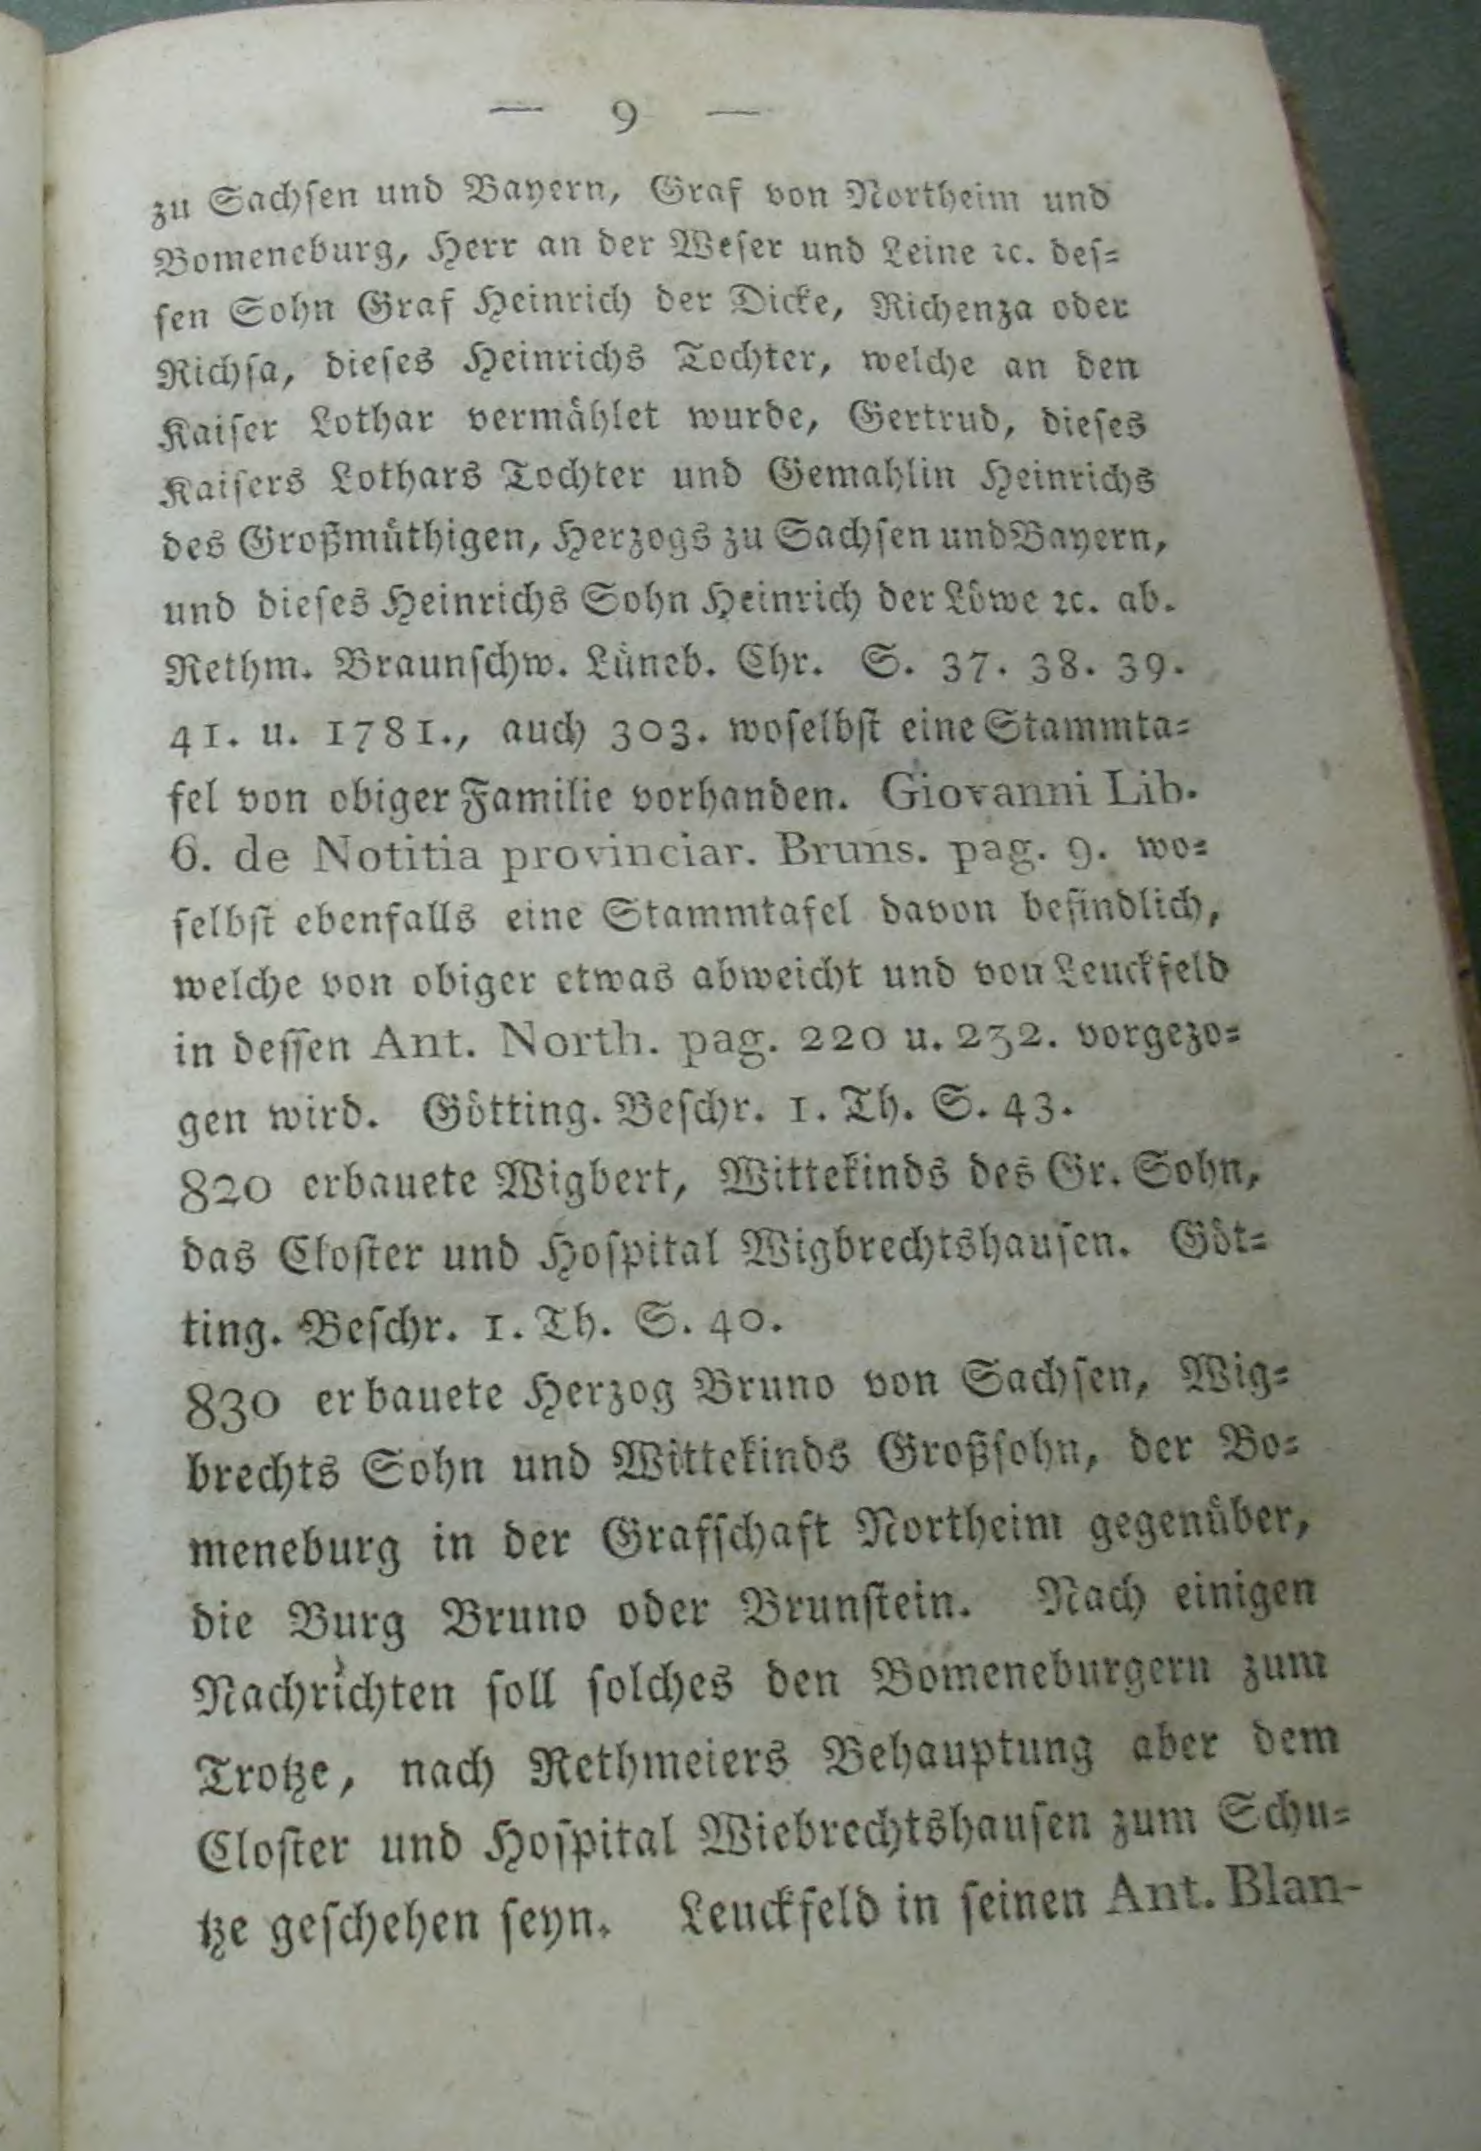 — 9 —
zu Sachſen und Bayern, Graf von Northeim und
Bomeneburg, Herr an der Weſer und Leine ꝛc. deſ⸗
ſen Sohn Graf Heinrich der Dicke, Richenza oder
Richſa, dieſes Heinrichs Tochter, welche an den
Kaiſer Lothar vermählet wurde, Gertrud, dieſes
Kaiſers Lothars Tochter und Gemahlin Heinrichs
des Großmüthigen, Herzogs zu Sachſen und Bayern,
und dieſes Heinrichs Sohn Heinrich der Löwe ꝛc. ab.
Rethm. Braunſchw. Lüneb. Chr. S. 37. 38. 39.
41. u. 1781., auch 303. woſelbſt eine Stammta⸗
fel von obiger Familie vorhanden. Giovanni Lib.
6. de Notitia provinciar. Bruns. pag. 9. wo⸗
ſelbſt ebenfalls eine Stammtafel davon befindlich,
welche von obiger etwas abweicht und von Leuckfeld
in deſſen Ant. North. pag. 220 u. 232. vorgezo⸗
gen wird. Götting. Beſchr. 1. Th. S. 43.
820 erbauete Wigbert, Wittekinds des Gr. Sohn,
das Cloſter und Hoſpital Wigbrechtshauſen. Göt⸗
ting. Beſchr. 1. Th. S. 40.
830 erbauete Herzog Bruno von Sachſen, Wig⸗
brechts Sohn und Wittekinds Großſohn, der Bo⸗
meneburg in der Grafſchaft Northeim gegenüber,
die Burg Bruno oder Brunſtein. Nach einigen
Nachrichten ſoll ſolches den Bomeneburgern zum
Trotze, nach Rethmeiers Behauptung aber dem
Cloſter und Hoſpital Wiebrechtshauſen zum Schu⸗
tze geſchehen ſeyn. Leuckfeld in ſeinen Ant. Blan-